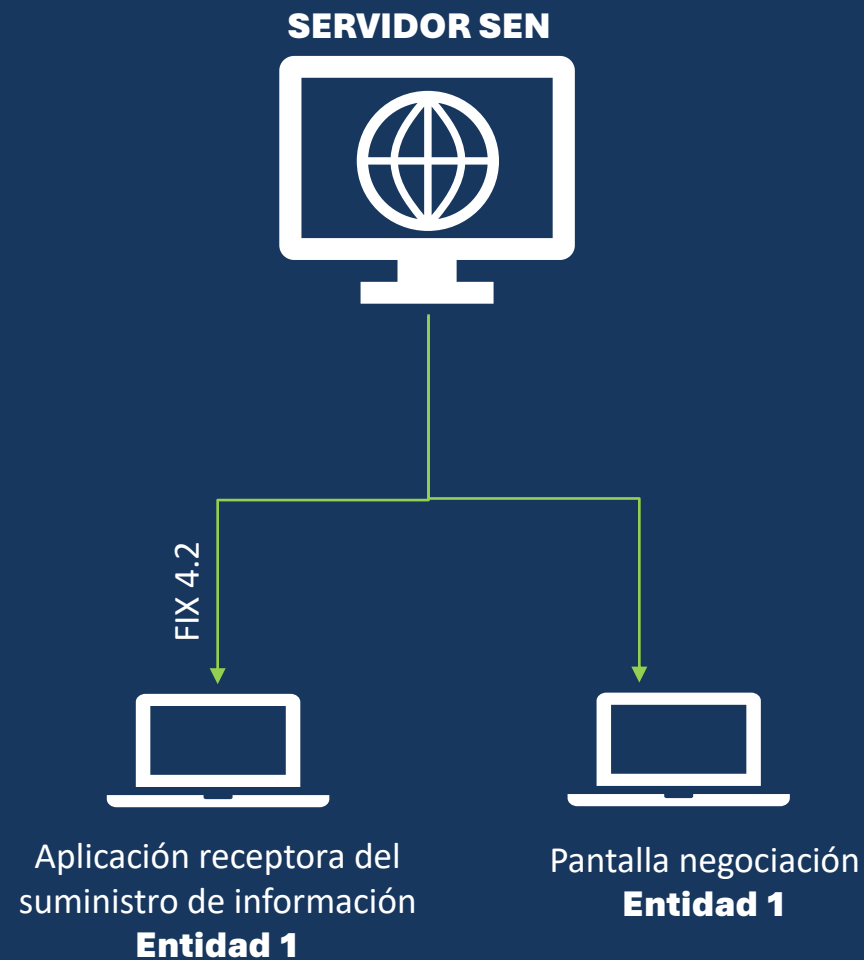 SERVIDOR SEN
FIX 4.2
Aplicación receptora del
suministro de información
Entidad 1
Pantalla negociación
Entidad 1